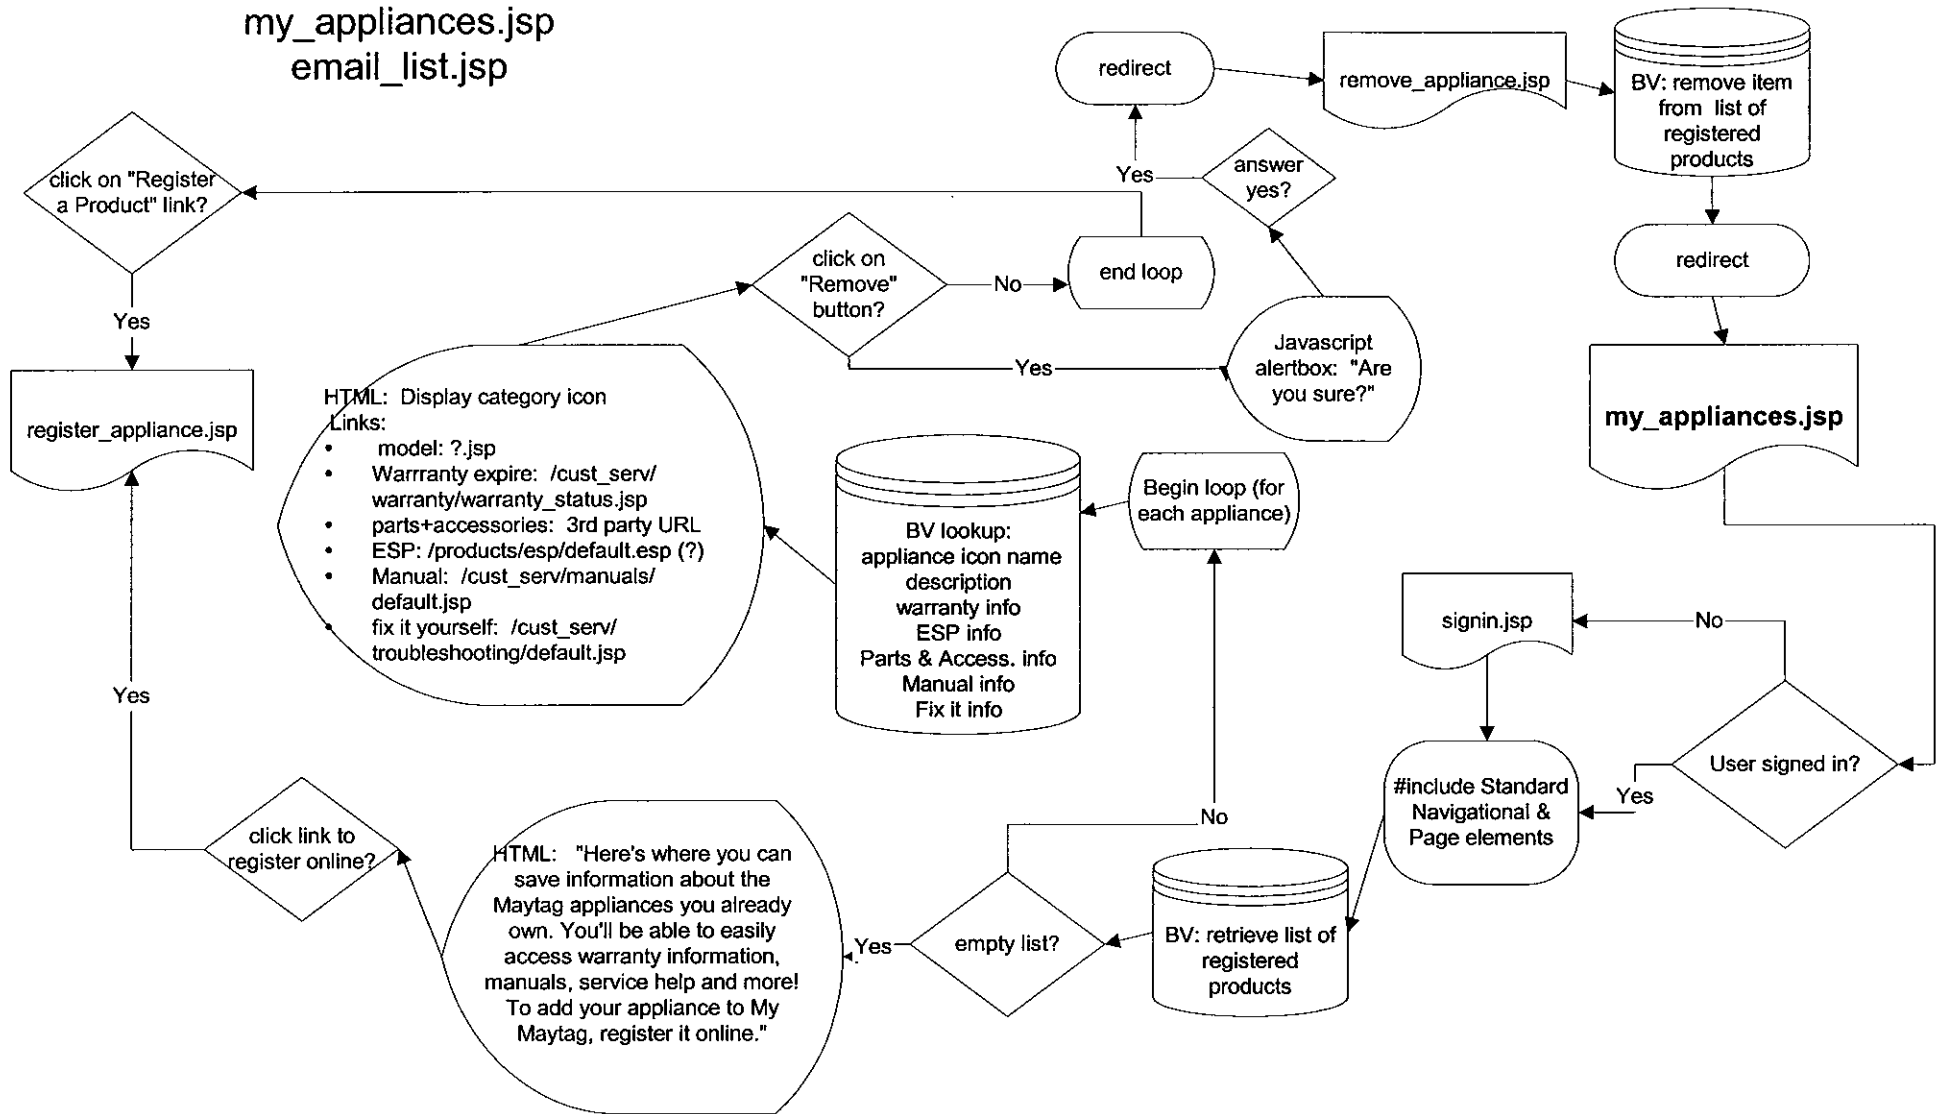 my_appliances.jsp
email_list.jsp
redirect
remove_appliance.jsp
BV: remove item
from list of
registered
products
click on "Register
a Product" link?
Yes
answer
yes?
click on
"Remove"
button?
No
end loop
redirect
Yes
Yes
Javascript
alertbox: "Are
you sure?"
register_appliance.jsp
my_appliances.jsp
HTML: Display category icon
Links:
• model: ?.jsp
• Warrranty expire: /cust_serv/
warranty/warranty_status.jsp
• parts+accessories: 3rd party URL
• ESP: /products/esp/default.esp (?)
• Manual: /cust_serv/manuals/
default.jsp
• fix it yourself: /cust_serv/
troubleshooting/default.jsp
BV lookup:
appliance icon name
description
warranty info
ESP info
Parts & Access. info
Manual info
Fix it info
Begin loop (for
each appliance)
signin.jsp
No
Yes
User signed in?
Yes
#include Standard
Navigational &
Page elements
No
click link to
register online?
HTML: "Here's where you can
save information about the
Maytag appliances you already
own. You'll be able to easily
access warranty information,
manuals, service help and more!
To add your appliance to My
Maytag, register it online."
Yes
empty list?
BV: retrieve list of
registered
products